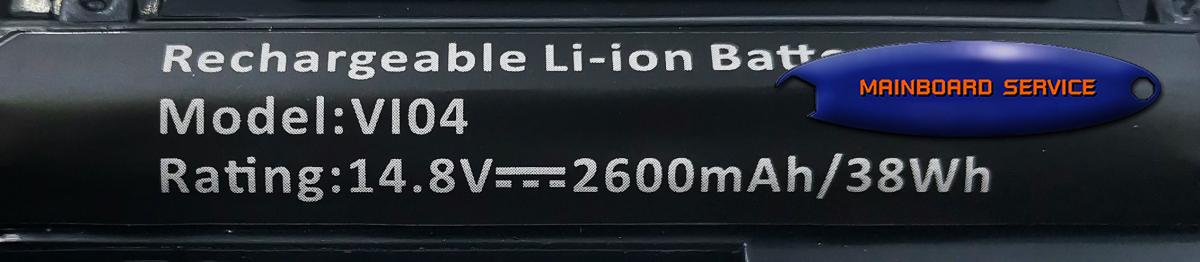 Rechargeable Li-ion Batte
MAINBOARD SERVICE
Model:VI04
Rating:14.8V⎓2600mAh/38Wh